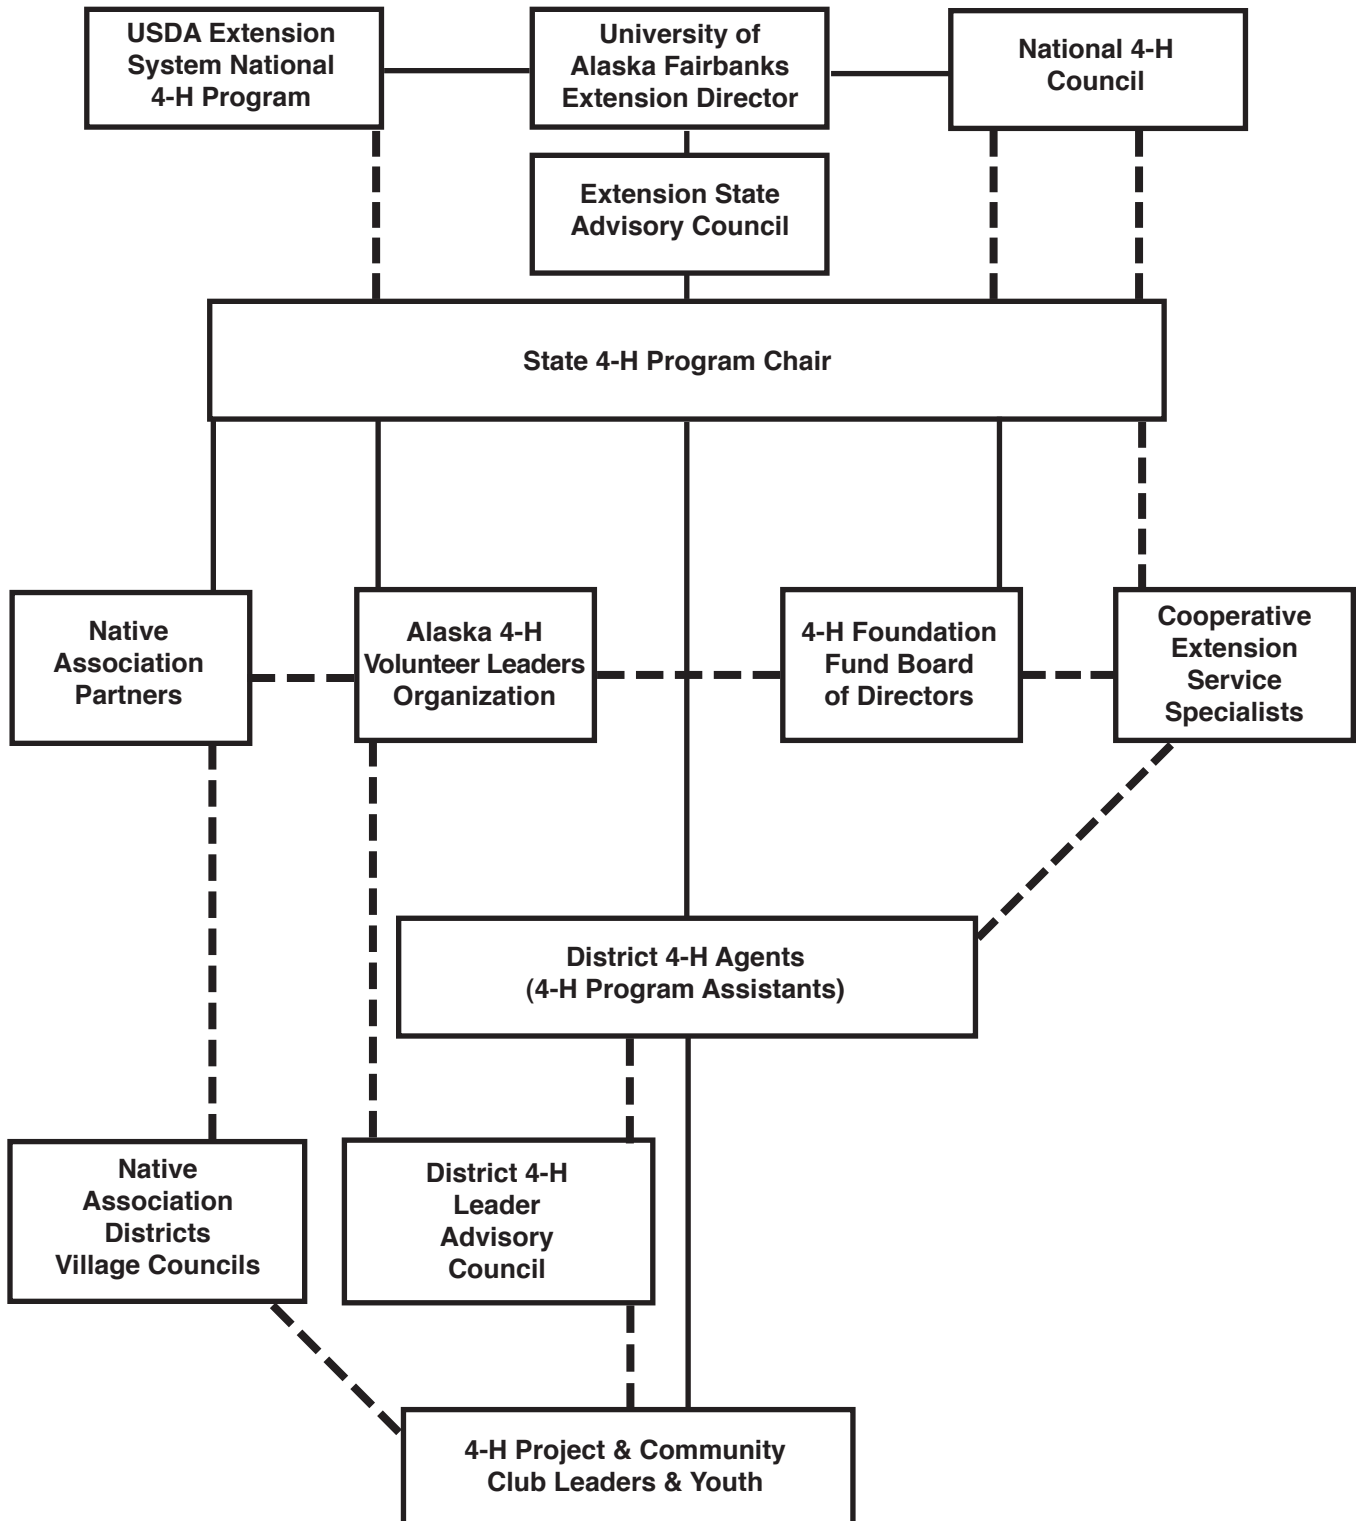 USDA Extension
System National
4-H Program
University of
Alaska Fairbanks
Extension Director
National 4-H
Council
Extension State
Advisory Council
State 4-H Program Chair
Native
Association
Partners
Alaska 4-H
Volunteer Leaders
Organization
4-H Foundation
Fund Board
of Directors
Cooperative
Extension
Service
Specialists
District 4-H Agents
(4-H Program Assistants)
Native
Association
Districts
Village Councils
District 4-H
Leader
Advisory
Council
4-H Project & Community
Club Leaders & Youth